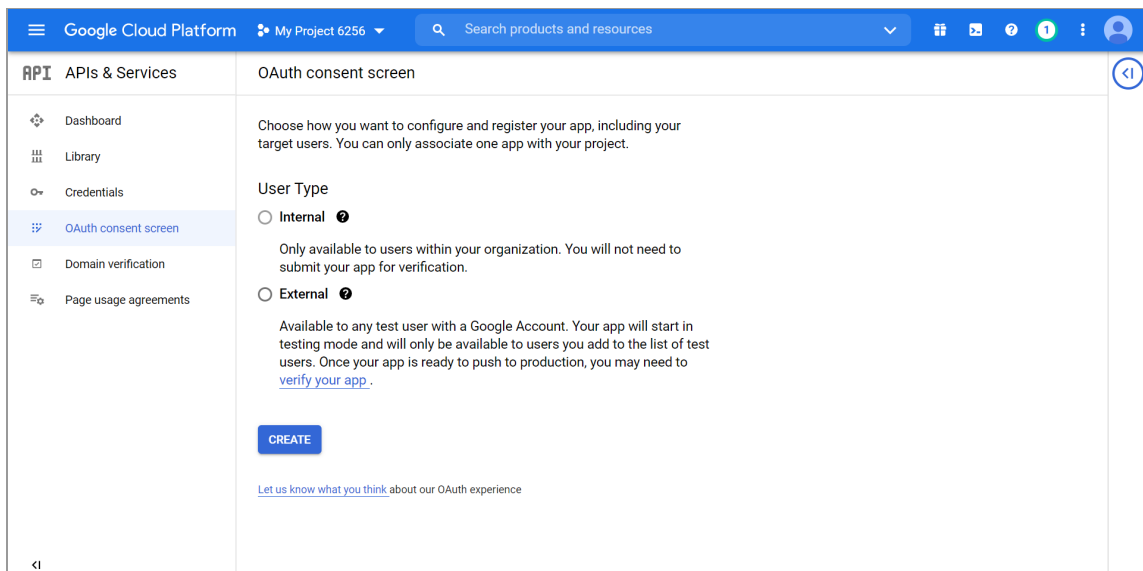 Google Cloud Platform
My Project 6256
Search products and resources
1
API APIs & Services
OAuth consent screen
Dashboard
Library
Credentials
OAuth consent screen
Domain verification
Page usage agreements
Choose how you want to configure and register your app, including your
target users. You can only associate one app with your project.
User Type
Internal
Only available to users within your organization. You will not need to
submit your app for verification.
External
Available to any test user with a Google Account. Your app will start in
testing mode and will only be available to users you add to the list of test
users. Once your app is ready to push to production, you may need to
verify your app .
CREATE
Let us know what you think about our OAuth experience